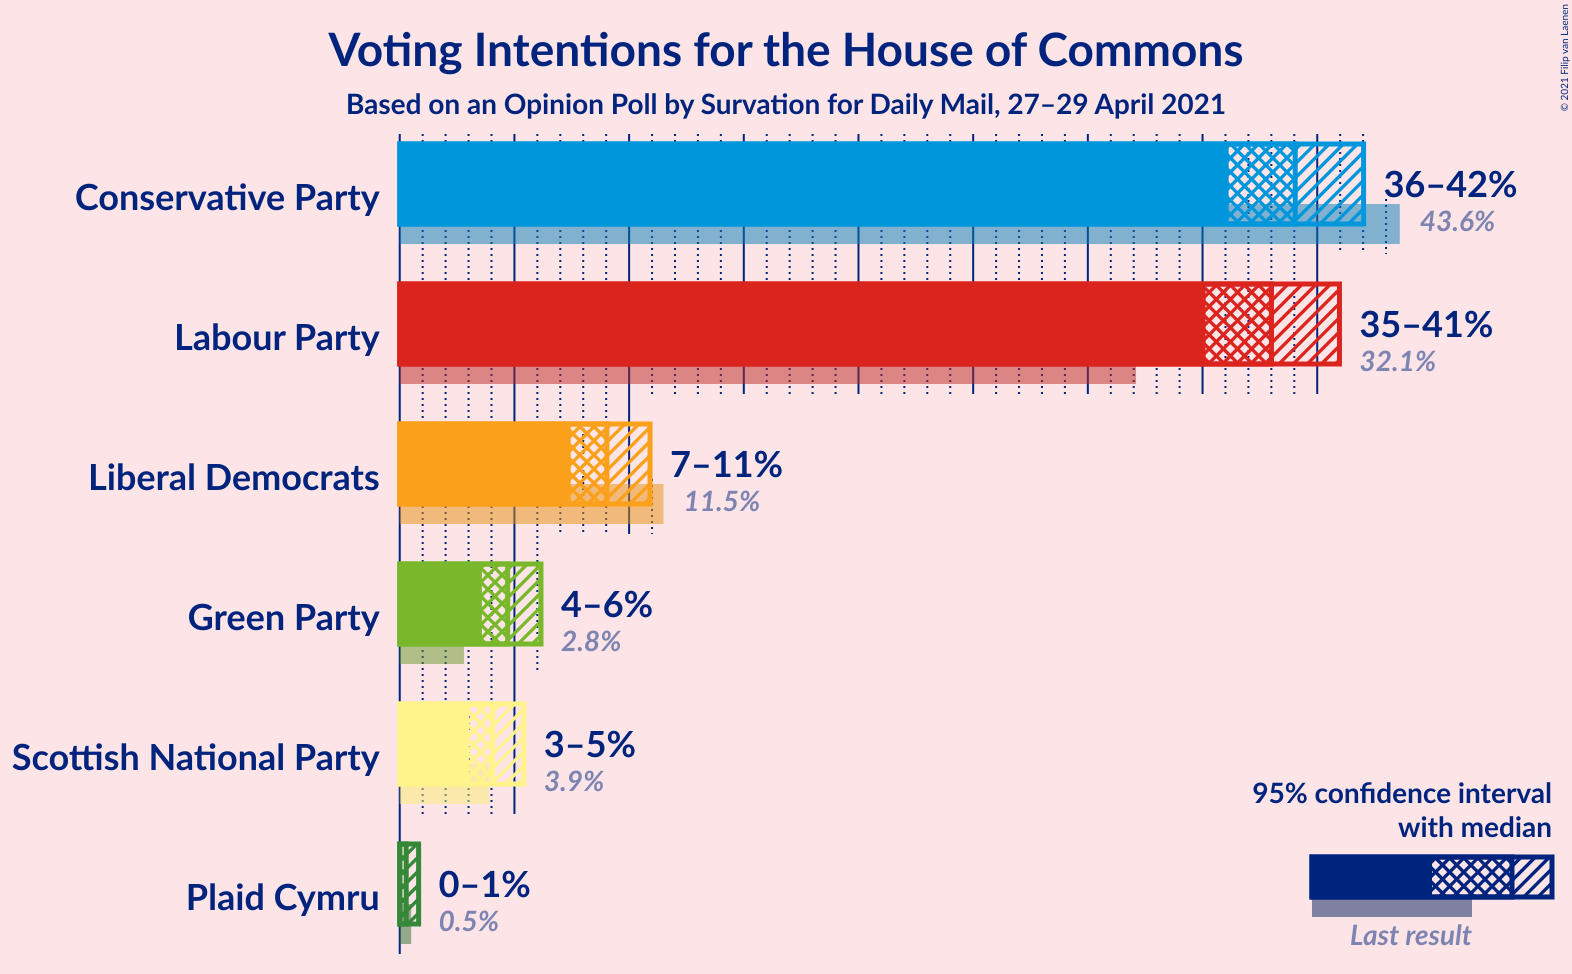 Voting Intentions for the House of Commons
Based on an Opinion Poll by Survation for Daily Mail, 27–29 April 2021
© 2021 Filip van Laenen
Conservative Party
36–42%
43.6%
Labour Party
35–41%
32.1%
Liberal Democrats
7–11%
11.5%
Green Party
4–6%
2.8%
Scottish National Party
3–5%
3.9%
Plaid Cymru
0–1%
0.5%
95% confidence interval
with median
Last result